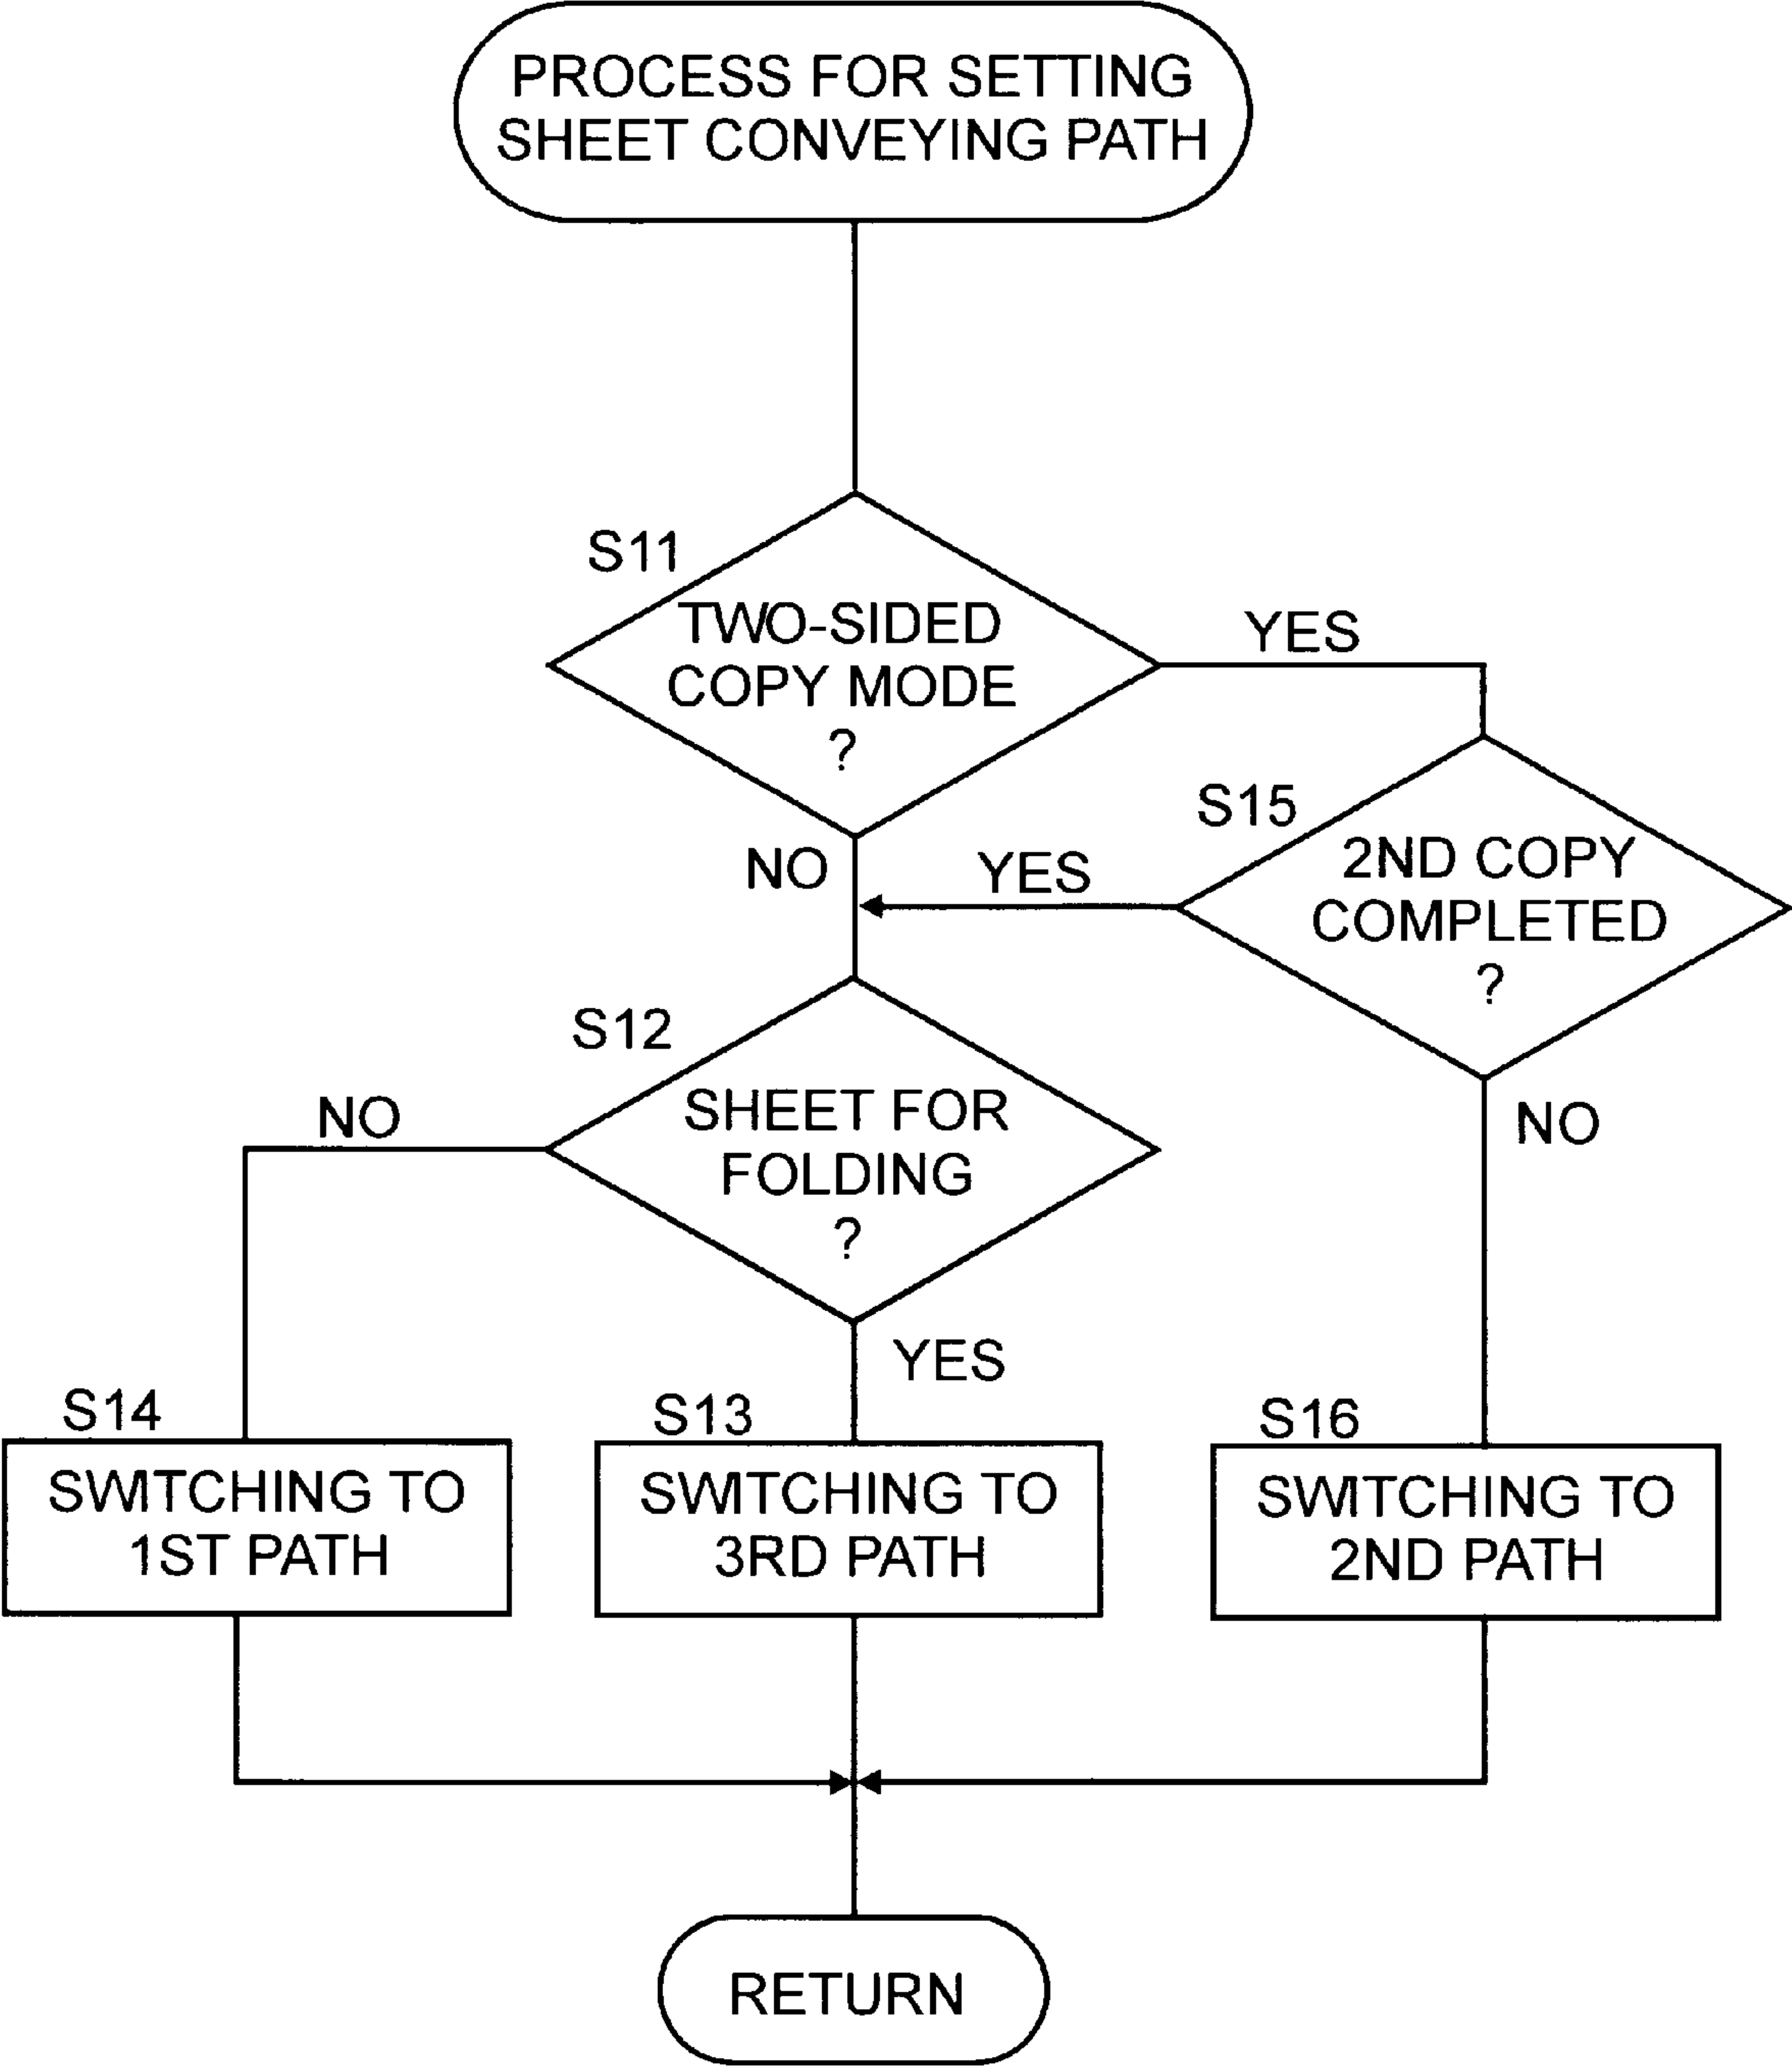 PROCESS FOR SETTING
SHEET CONVEYING PATH
S11
TWO-SIDED
COPY MODE
?
YES
NO
S15
2ND COPY
COMPLETED
?
YES
NO
S12
SHEET FOR
FOLDING
?
NO
YES
S14
SWITCHING TO
1ST PATH
S13
SWITCHING TO
3RD PATH
S16
SWITCHING TO
2ND PATH
RETURN